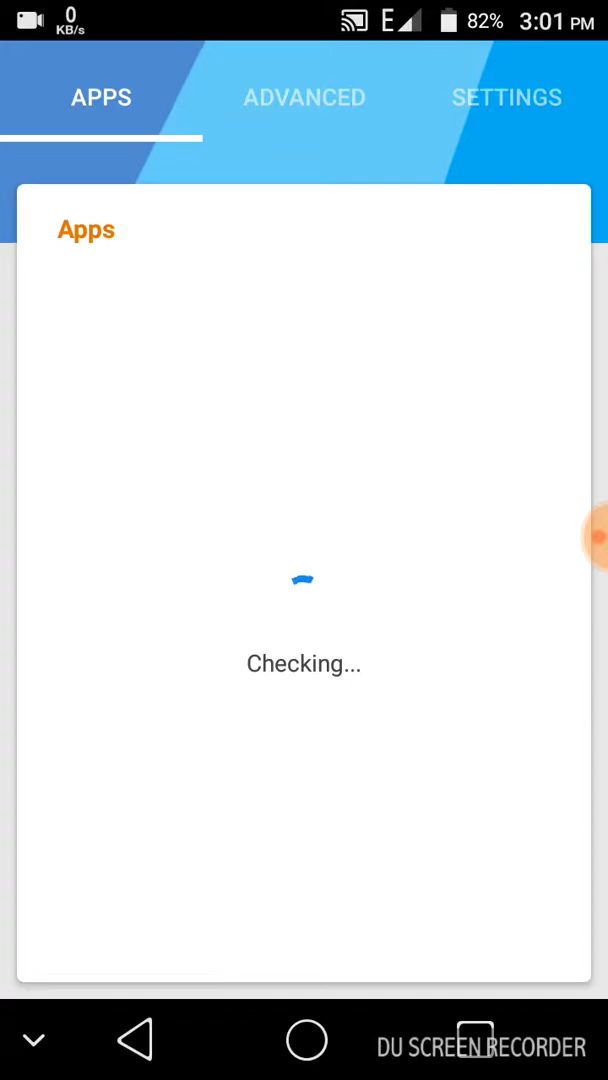 0
KB/s
E
82%
3:01 PM
APPS
ADVANCED
SETTINGS
Apps
Checking...
DU SCREEN RECORDER